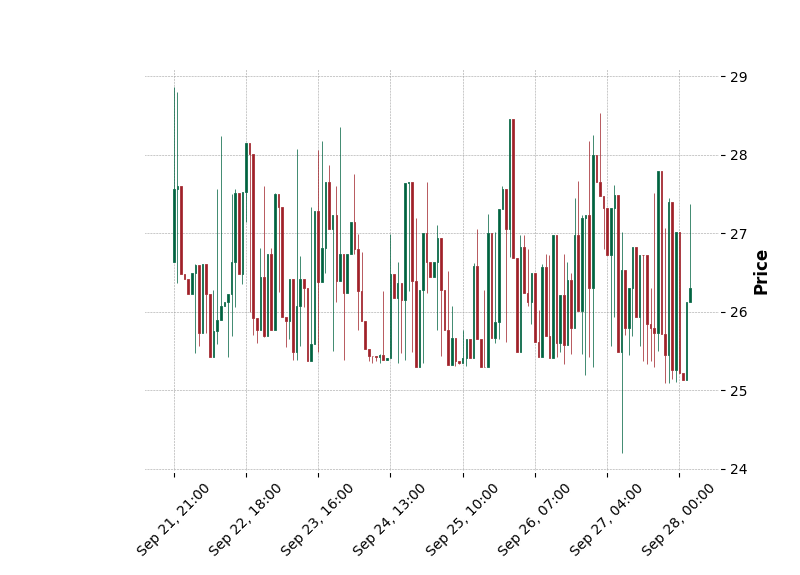 29
28
27
26
25
24
Price
Sep 21, 21:00
Sep 22, 18:00
Sep 23, 16:00
Sep 24, 13:00
Sep 25, 10:00
Sep 26, 07:00
Sep 27, 04:00
Sep 28, 00:00